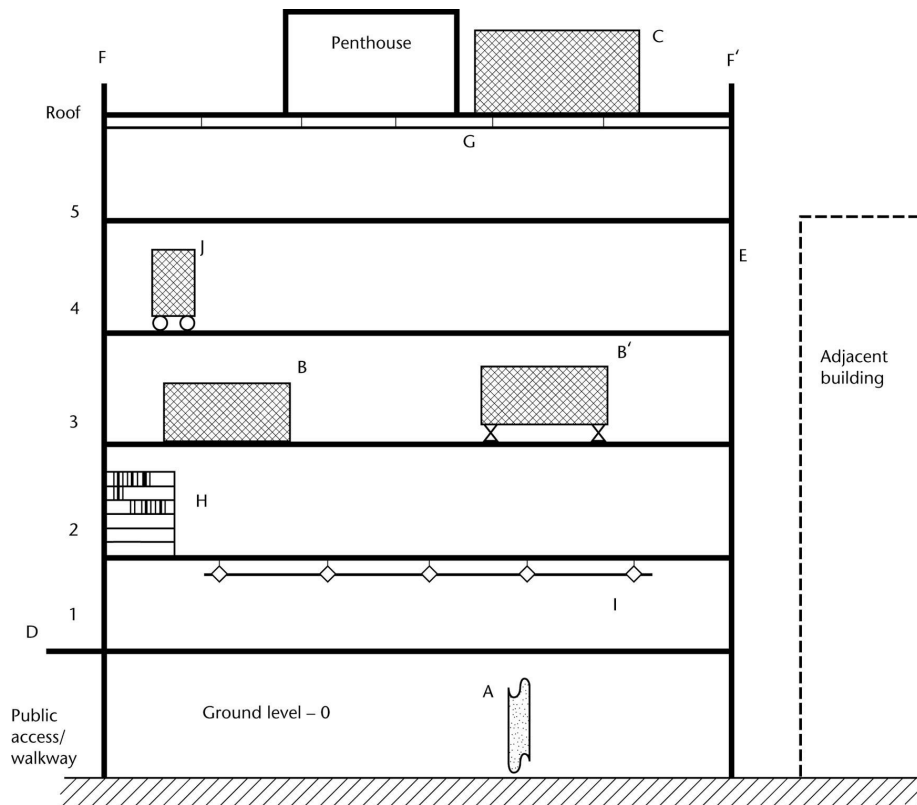 Penthouse
C
F
F′
Roof
G
5
J
E
4
B
B′
Adjacent
building
3
H
2
I
1
D
A
Ground level – 0
Public
access/
walkway